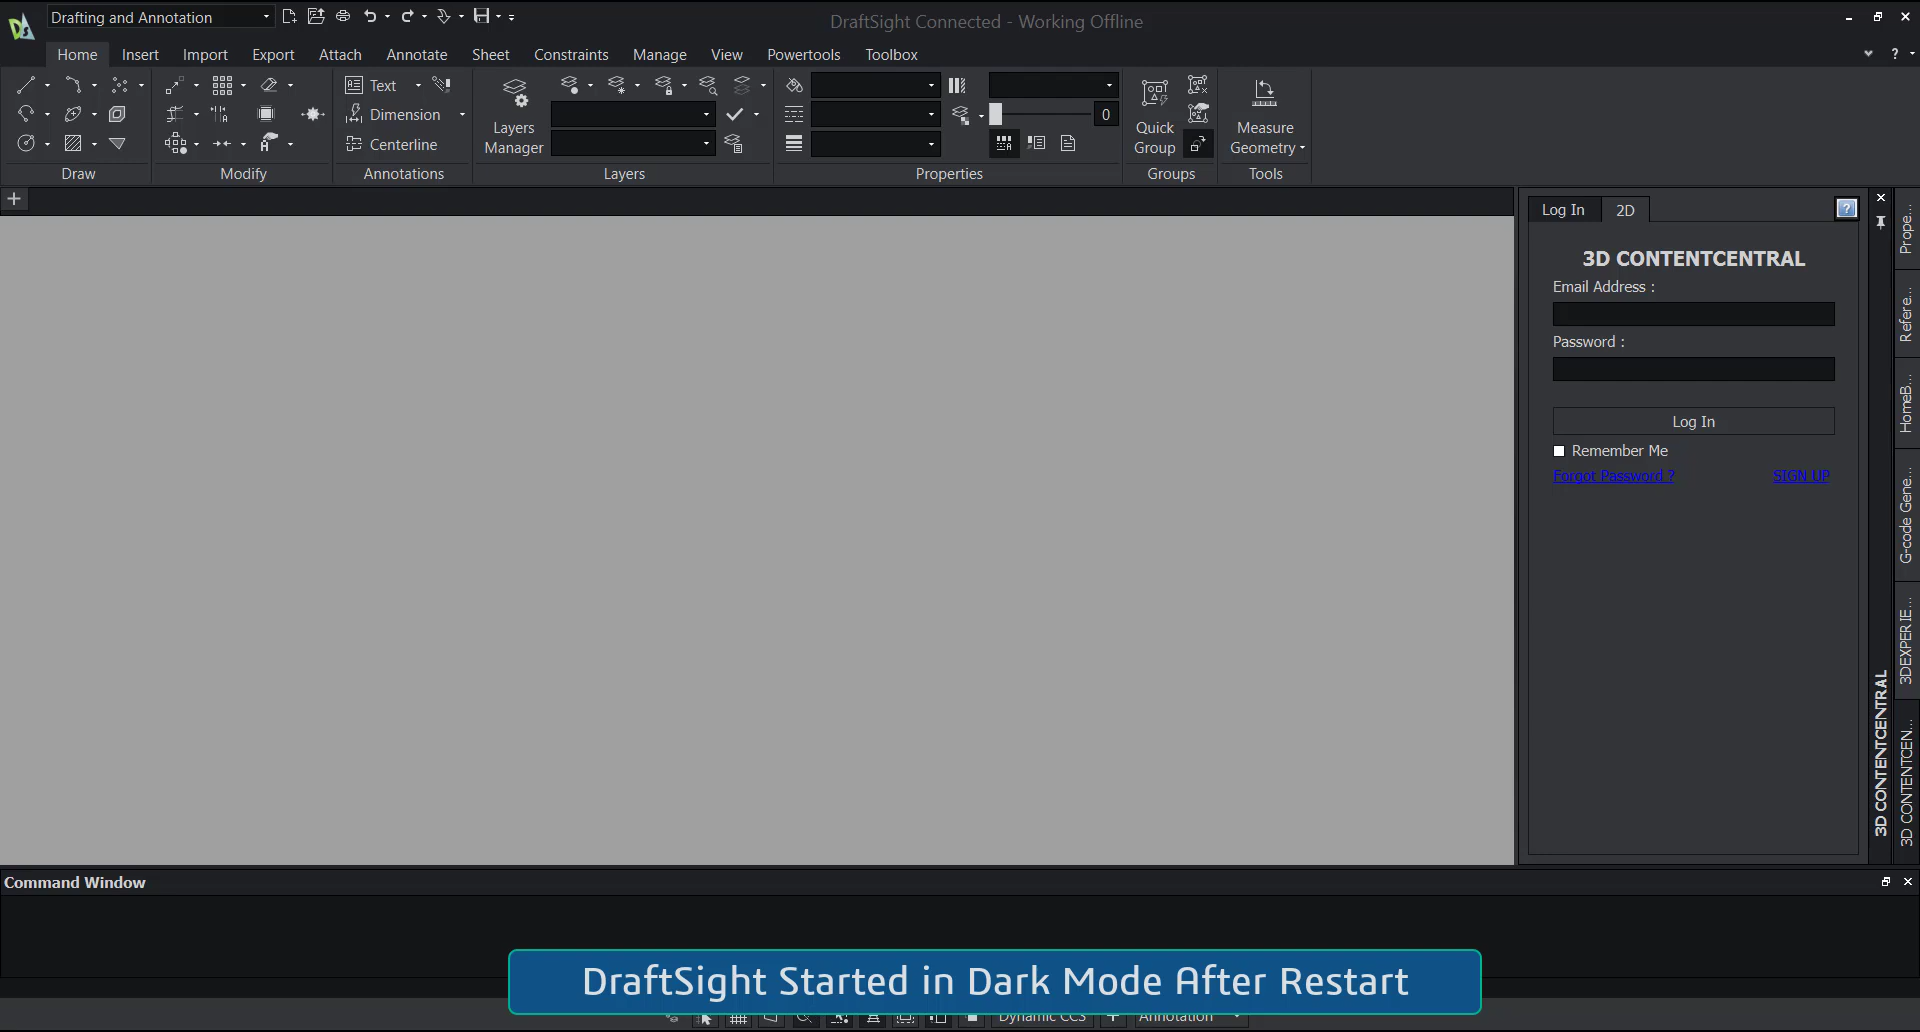 Drafting and Annotation
DraftSight Connected - Working Offline
Home Insert Import Export Attach Annotate Sheet Constraints Manage View Powertools Toolbox
?
Text
Dimension
Centerline
Layers
Manager
0
Quick
Group
Measure
Geometry
Draw Modify Annotations Layers Properties Groups Tools
Log In 2D
?
3D CONTENTCENTRAL
Email Address :
Password :
Log In
Remember Me
Forgot Password ? SIGN UP
3D CONTENTCENTRAL
Prope...
Refere...
HomeB...
G-code Gene...
3DEXPERIE...
3D CONTENTCEN...
Command Window
DraftSight Started in Dark Mode After Restart
Dynamic CCS Annotation